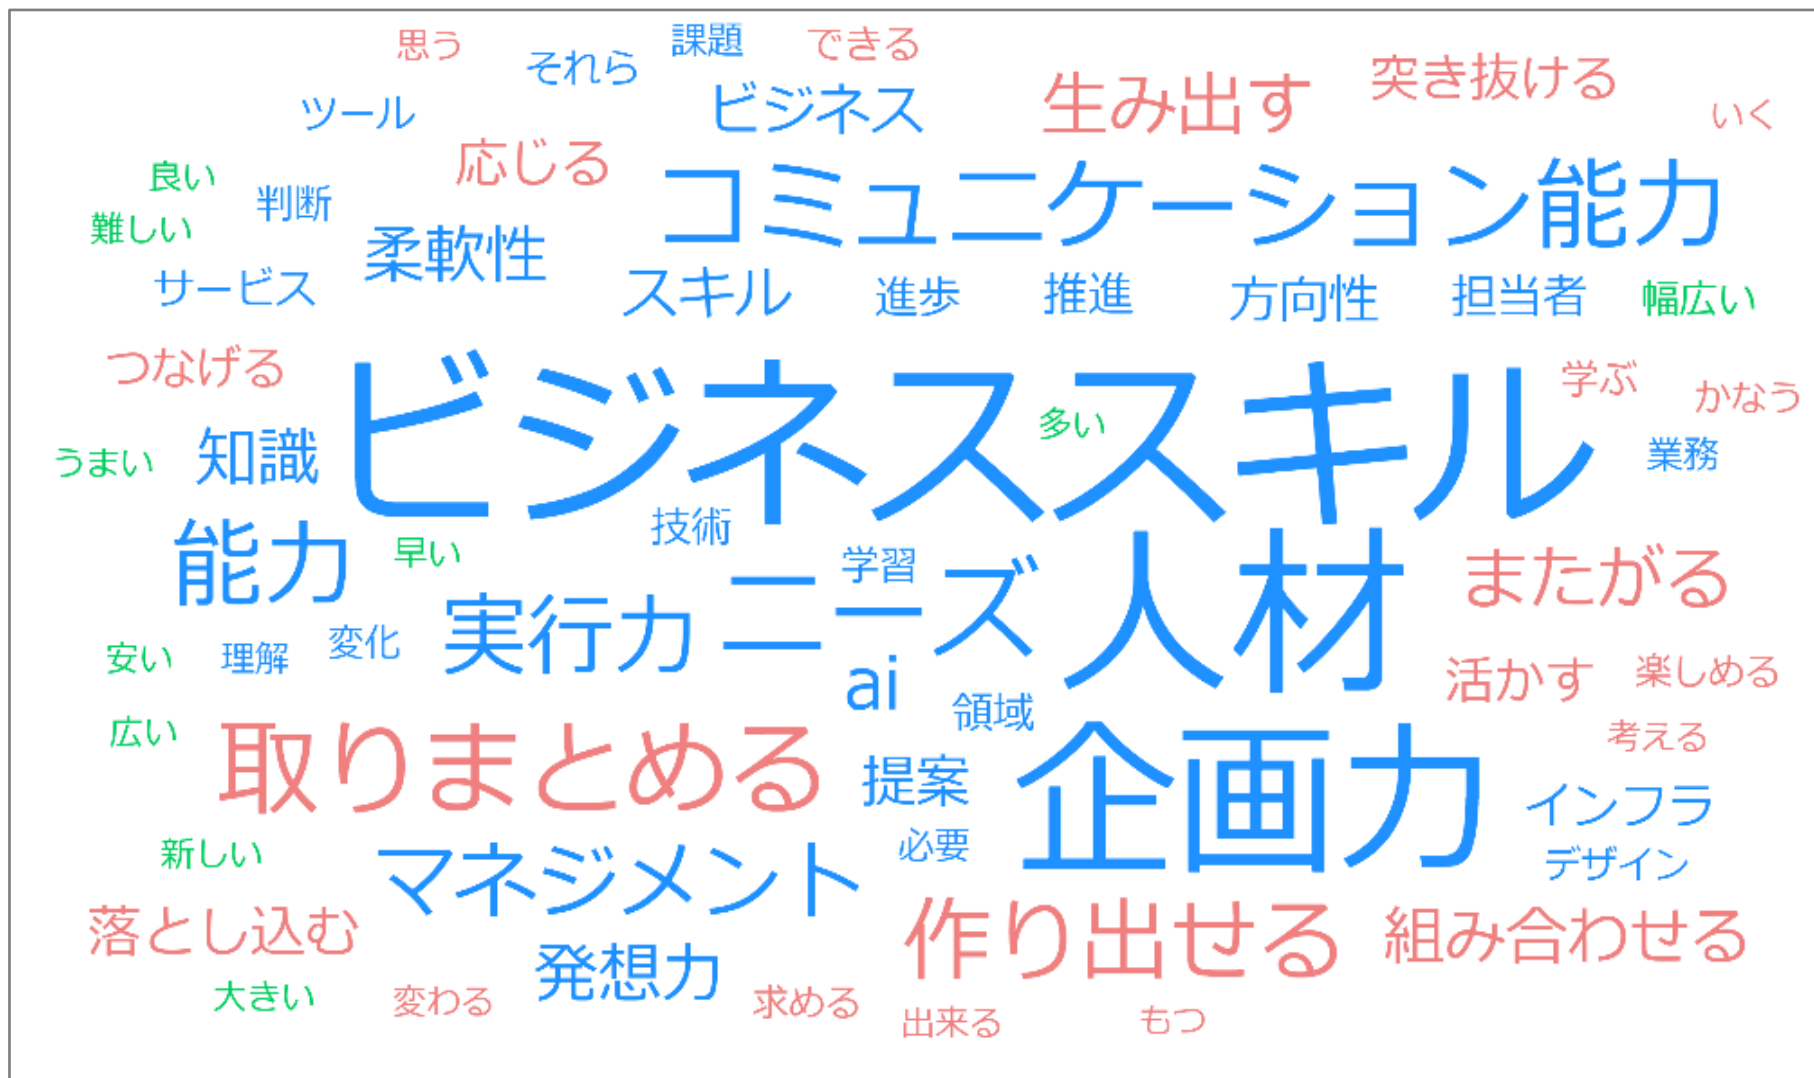 思う
それら
課題
できる
ツール
ビジネス
生み出す
突き抜ける
いく
良い
判断
応じる
コミュニケーション能力
難しい
柔軟性
サービス
スキル
進歩
推進
方向性
担当者
幅広い
つなげる
ビジネススキル
多い
学ぶ
かなう
うまい
知識
業務
能力
早い
技術
学習
ニーズ
人材
またがる
実行力
安い
理解
変化
ai
領域
活かす
楽しめる
広い
取りまとめる
提案
企画力
考える
インフラ
新しい
マネジメント
必要
デザイン
落とし込む
発想力
作り出せる
組み合わせる
大きい
変わる
求める
出来る
もつ